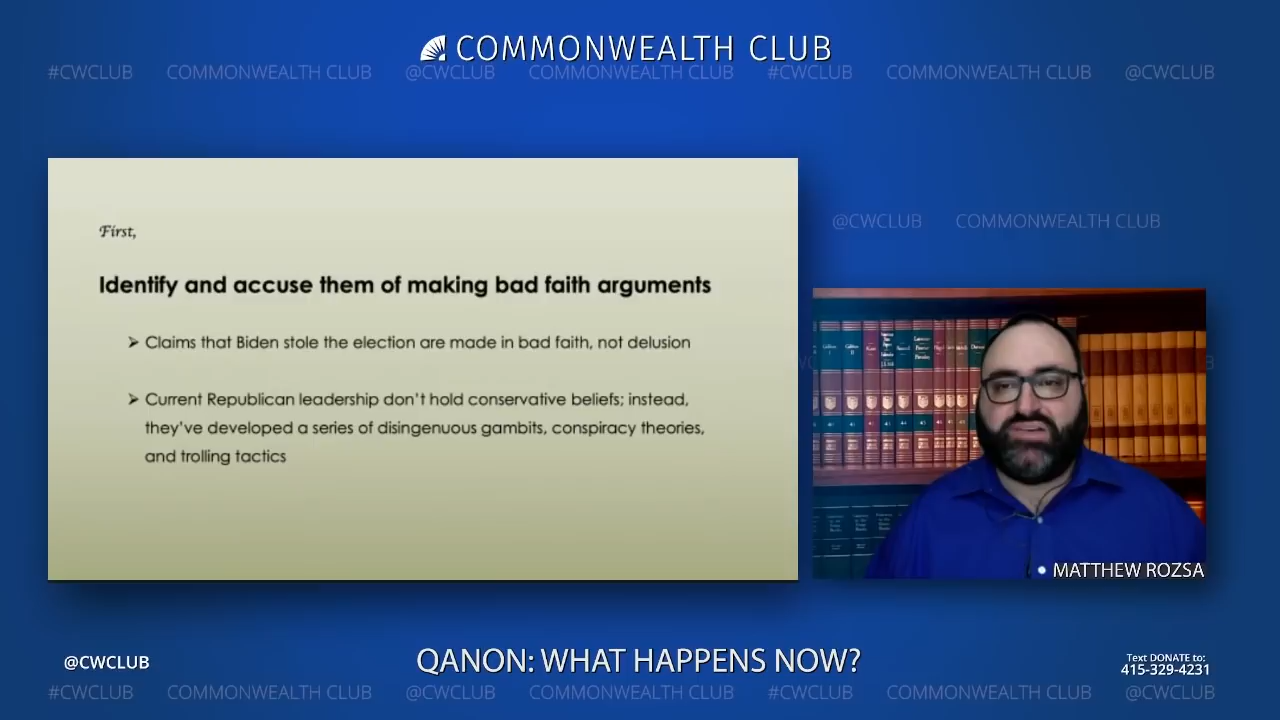 COMMONWEALTH CLUB
#CWCLUB COMMONWEALTH CLUB @CWCLUB COMMONWEALTH CLUB #CWCLUB COMMONWEALTH CLUB @CWCLUB
@CWCLUB COMMONWEALTH CLUB
First,
Identify and accuse them of making bad faith arguments
➢ Claims that Biden stole the election are made in bad faith, not delusion
➢ Current Republican leadership don't hold conservative beliefs; instead,
they've developed a series of disingenuous gambits, conspiracy theories,
and trolling tactics
MATTHEW ROZSA
@CWCLUB
QANON: WHAT HAPPENS NOW?
Text DONATE to:
415-329-4231
#CWCLUB COMMONWEALTH CLUB @CWCLUB COMMONWEALTH CLUB #CWCLUB COMMONWEALTH CLUB @CWCLUB